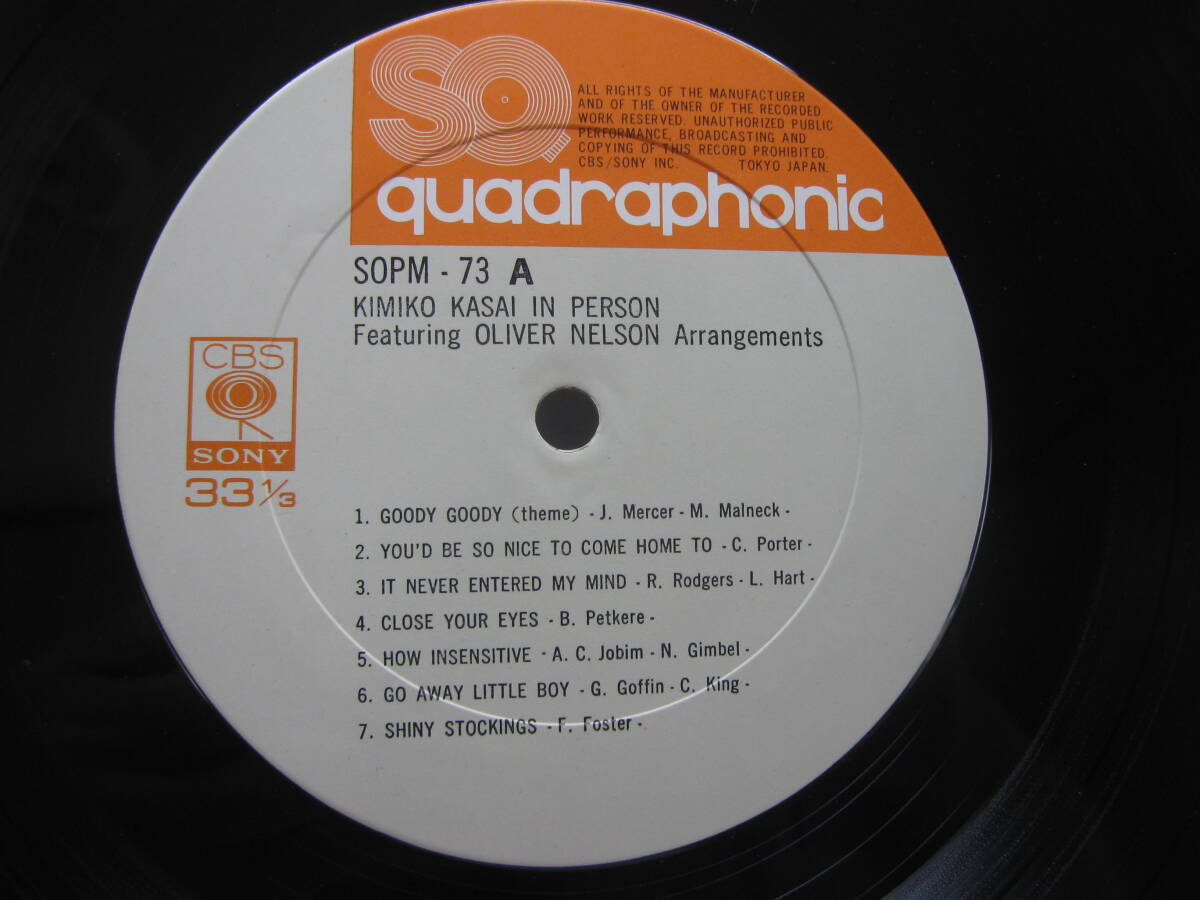 SQ
ALL RIGHTS OF THE MANUFACTURER
AND OF THE OWNER OF THE RECORDED
WORK RESERVED. UNAUTHORIZED PUBLIC
PERFORMANCE, BROADCASTING AND
COPYING OF THIS RECORD PROHIBITED.
CBS/SONY INC. TOKYO JAPAN.
quadraphonic
SOPM - 73 A
KIMIKO KASAI IN PERSON
Featuring OLIVER NELSON Arrangements
CBS
SONY
33 1/3
1. GOODY GOODY (theme) - J. Mercer - M. Malneck -
2. YOU'D BE SO NICE TO COME HOME TO - C. Porter -
3. IT NEVER ENTERED MY MIND - R. Rodgers - L. Hart -
4. CLOSE YOUR EYES - B. Petkere -
5. HOW INSENSITIVE - A. C. Jobim - N. Gimbel -
6. GO AWAY LITTLE BOY - G. Goffin - C. King -
7. SHINY STOCKINGS - F. Foster -